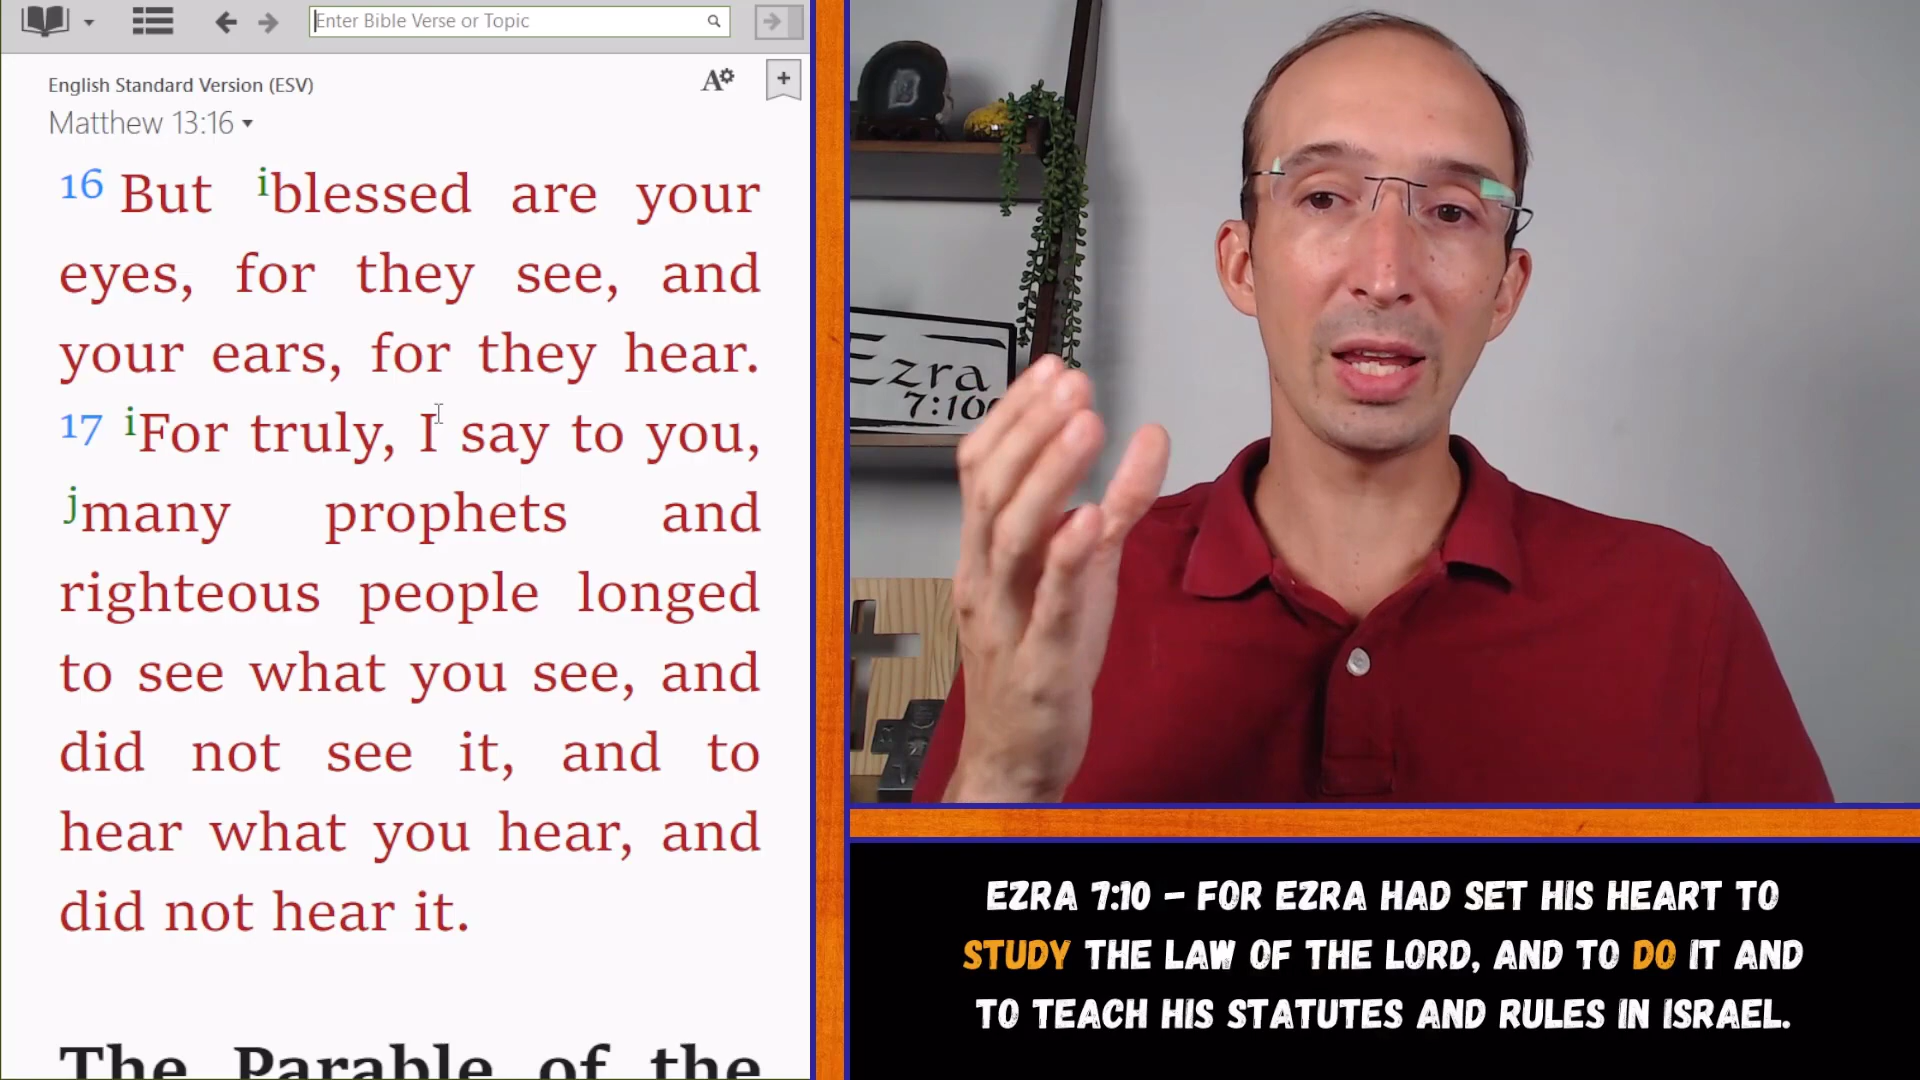 Enter Bible Verse or Topic
English Standard Version (ESV)
A
+
Matthew 13:16
16 But iblessed are your
eyes, for they see, and
your ears, for they hear.
17 iFor truly, I say to you,
jmany prophets and
righteous people longed
to see what you see, and
did not see it, and to
hear what you hear, and
did not hear it.
The Parable of the
Ezra
7:10
EZRA 7:10 – FOR EZRA HAD SET HIS HEART TO
STUDY THE LAW OF THE LORD, AND TO DO IT AND
TO TEACH HIS STATUTES AND RULES IN ISRAEL.